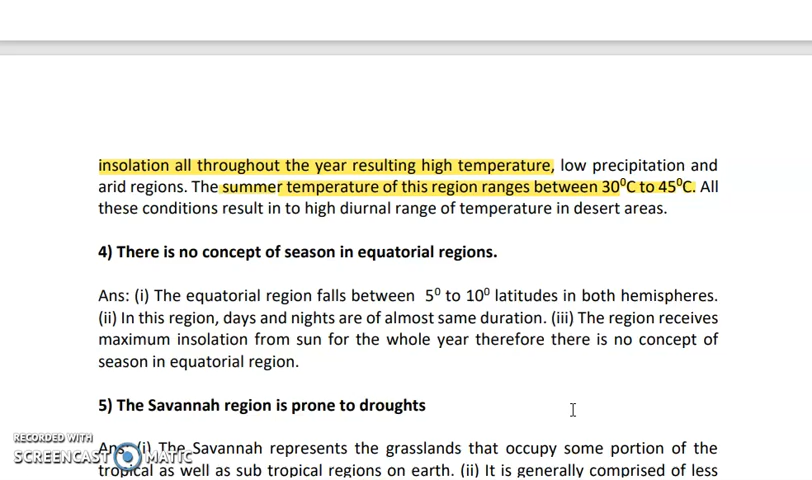 insolation all throughout the year resulting high temperature, low precipitation and
arid regions. The summer temperature of this region ranges between 30⁰C to 45⁰C. All
these conditions result in to high diurnal range of temperature in desert areas.
4) There is no concept of season in equatorial regions.
Ans: (i) The equatorial region falls between 5⁰ to 10⁰ latitudes in both hemispheres.
(ii) In this region, days and nights are of almost same duration. (iii) The region receives
maximum insolation from sun for the whole year therefore there is no concept of
season in equatorial region.
5) The Savannah region is prone to droughts
Ans: (i) The Savannah represents the grasslands that occupy some portion of the
tropical as well as sub tropical regions on earth. (ii) It is generally comprised of less
RECORDED WITH
SCREENCAST MATIC